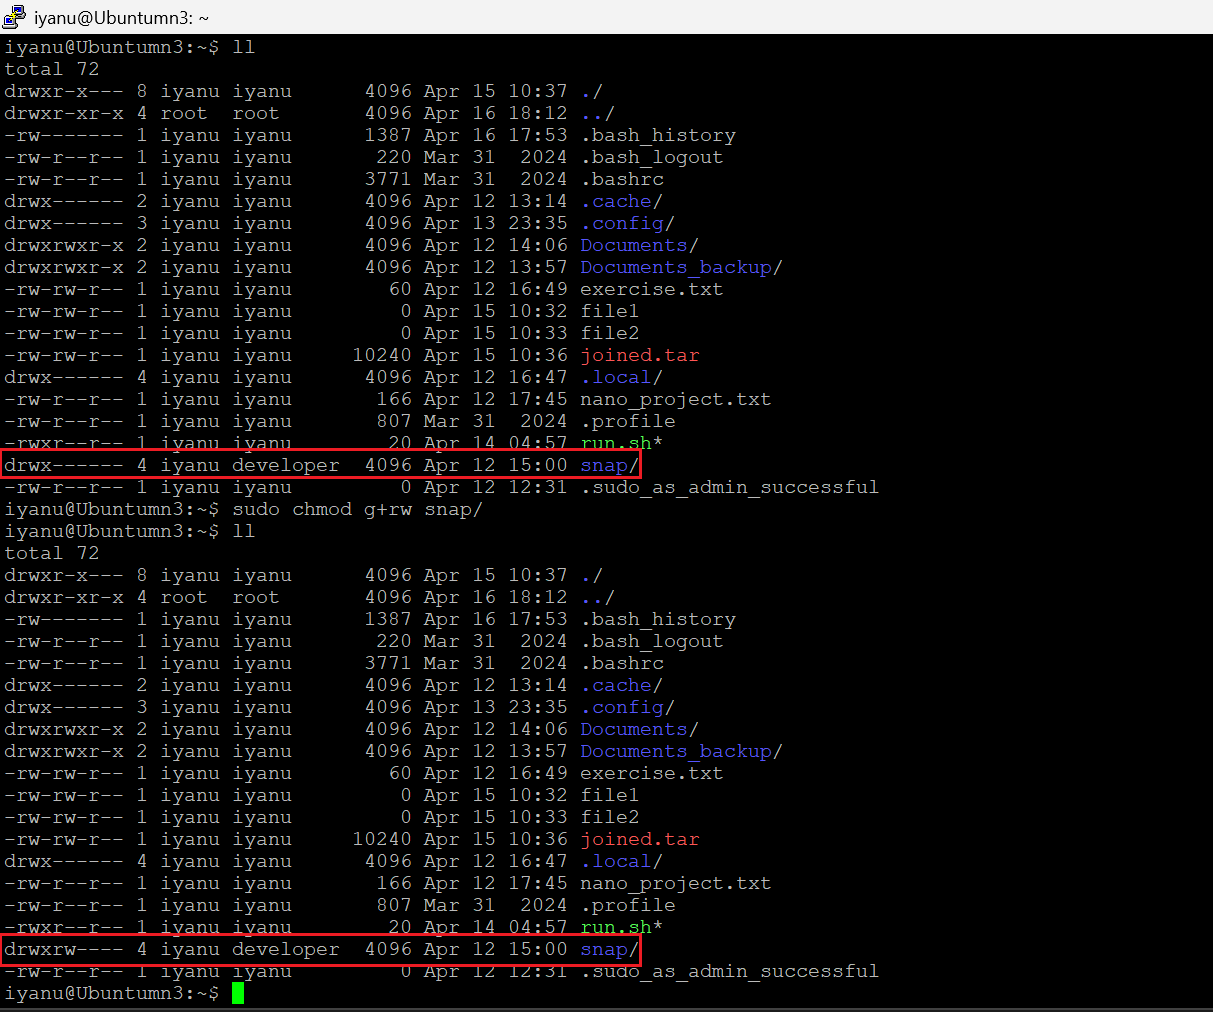 iyanu@Ubuntumn3: ~
iyanu@Ubuntumn3:~$ ll
total 72
drwxr-x--- 8 iyanu iyanu      4096 Apr 15 10:37 ./
drwxr-xr-x 4 root  root       4096 Apr 16 18:12 ../
-rw------- 1 iyanu iyanu      1387 Apr 16 17:53 .bash_history
-rw-r--r-- 1 iyanu iyanu       220 Mar 31  2024 .bash_logout
-rw-r--r-- 1 iyanu iyanu      3771 Mar 31  2024 .bashrc
drwx------ 2 iyanu iyanu      4096 Apr 12 13:14 .cache/
drwx------ 3 iyanu iyanu      4096 Apr 13 23:35 .config/
drwxrwxr-x 2 iyanu iyanu      4096 Apr 12 14:06 Documents/
drwxrwxr-x 2 iyanu iyanu      4096 Apr 12 13:57 Documents_backup/
-rw-rw-r-- 1 iyanu iyanu        60 Apr 12 16:49 exercise.txt
-rw-rw-r-- 1 iyanu iyanu         0 Apr 15 10:32 file1
-rw-rw-r-- 1 iyanu iyanu         0 Apr 15 10:33 file2
-rw-rw-r-- 1 iyanu iyanu     10240 Apr 15 10:36 joined.tar
drwx------ 4 iyanu iyanu      4096 Apr 12 16:47 .local/
-rw-r--r-- 1 iyanu iyanu       166 Apr 12 17:45 nano_project.txt
-rw-r--r-- 1 iyanu iyanu       807 Mar 31  2024 .profile
-rwxr--r-- 1 iyanu iyanu        20 Apr 14 04:57 run.sh*
drwx------ 4 iyanu developer  4096 Apr 12 15:00 snap/
-rw-r--r-- 1 iyanu iyanu         0 Apr 12 12:31 .sudo_as_admin_successful
iyanu@Ubuntumn3:~$ sudo chmod g+rw snap/
iyanu@Ubuntumn3:~$ ll
total 72
drwxr-x--- 8 iyanu iyanu      4096 Apr 15 10:37 ./
drwxr-xr-x 4 root  root       4096 Apr 16 18:12 ../
-rw------- 1 iyanu iyanu      1387 Apr 16 17:53 .bash_history
-rw-r--r-- 1 iyanu iyanu       220 Mar 31  2024 .bash_logout
-rw-r--r-- 1 iyanu iyanu      3771 Mar 31  2024 .bashrc
drwx------ 2 iyanu iyanu      4096 Apr 12 13:14 .cache/
drwx------ 3 iyanu iyanu      4096 Apr 13 23:35 .config/
drwxrwxr-x 2 iyanu iyanu      4096 Apr 12 14:06 Documents/
drwxrwxr-x 2 iyanu iyanu      4096 Apr 12 13:57 Documents_backup/
-rw-rw-r-- 1 iyanu iyanu        60 Apr 12 16:49 exercise.txt
-rw-rw-r-- 1 iyanu iyanu         0 Apr 15 10:32 file1
-rw-rw-r-- 1 iyanu iyanu         0 Apr 15 10:33 file2
-rw-rw-r-- 1 iyanu iyanu     10240 Apr 15 10:36 joined.tar
drwx------ 4 iyanu iyanu      4096 Apr 12 16:47 .local/
-rw-r--r-- 1 iyanu iyanu       166 Apr 12 17:45 nano_project.txt
-rw-r--r-- 1 iyanu iyanu       807 Mar 31  2024 .profile
-rwxr--r-- 1 iyanu iyanu        20 Apr 14 04:57 run.sh*
drwxrw---- 4 iyanu developer  4096 Apr 12 15:00 snap/
-rw-r--r-- 1 iyanu iyanu         0 Apr 12 12:31 .sudo_as_admin_successful
iyanu@Ubuntumn3:~$